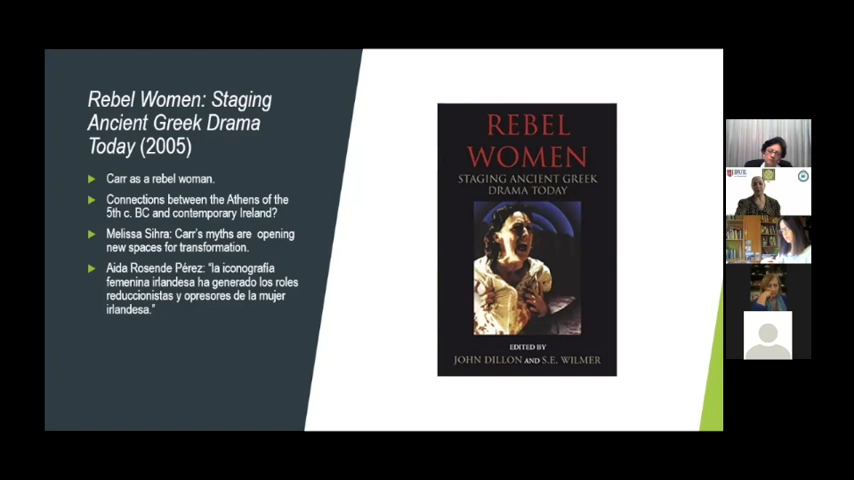 Rebel Women: Staging
Ancient Greek Drama
Today (2005)
Carr as a rebel woman.
Connections between the Athens of the
5th c. BC and contemporary Ireland?
Melissa Sihra: Carr's myths are opening
new spaces for transformation.
Aida Rosende Pérez: “la iconografía
femenina irlandesa ha generado los roles
reduccionistas y opresores de la mujer
irlandesa.”
REBEL
WOMEN
STAGING ANCIENT GREEK
DRAMA TODAY
EDITED BY
JOHN DILLON AND S.E. WILMER